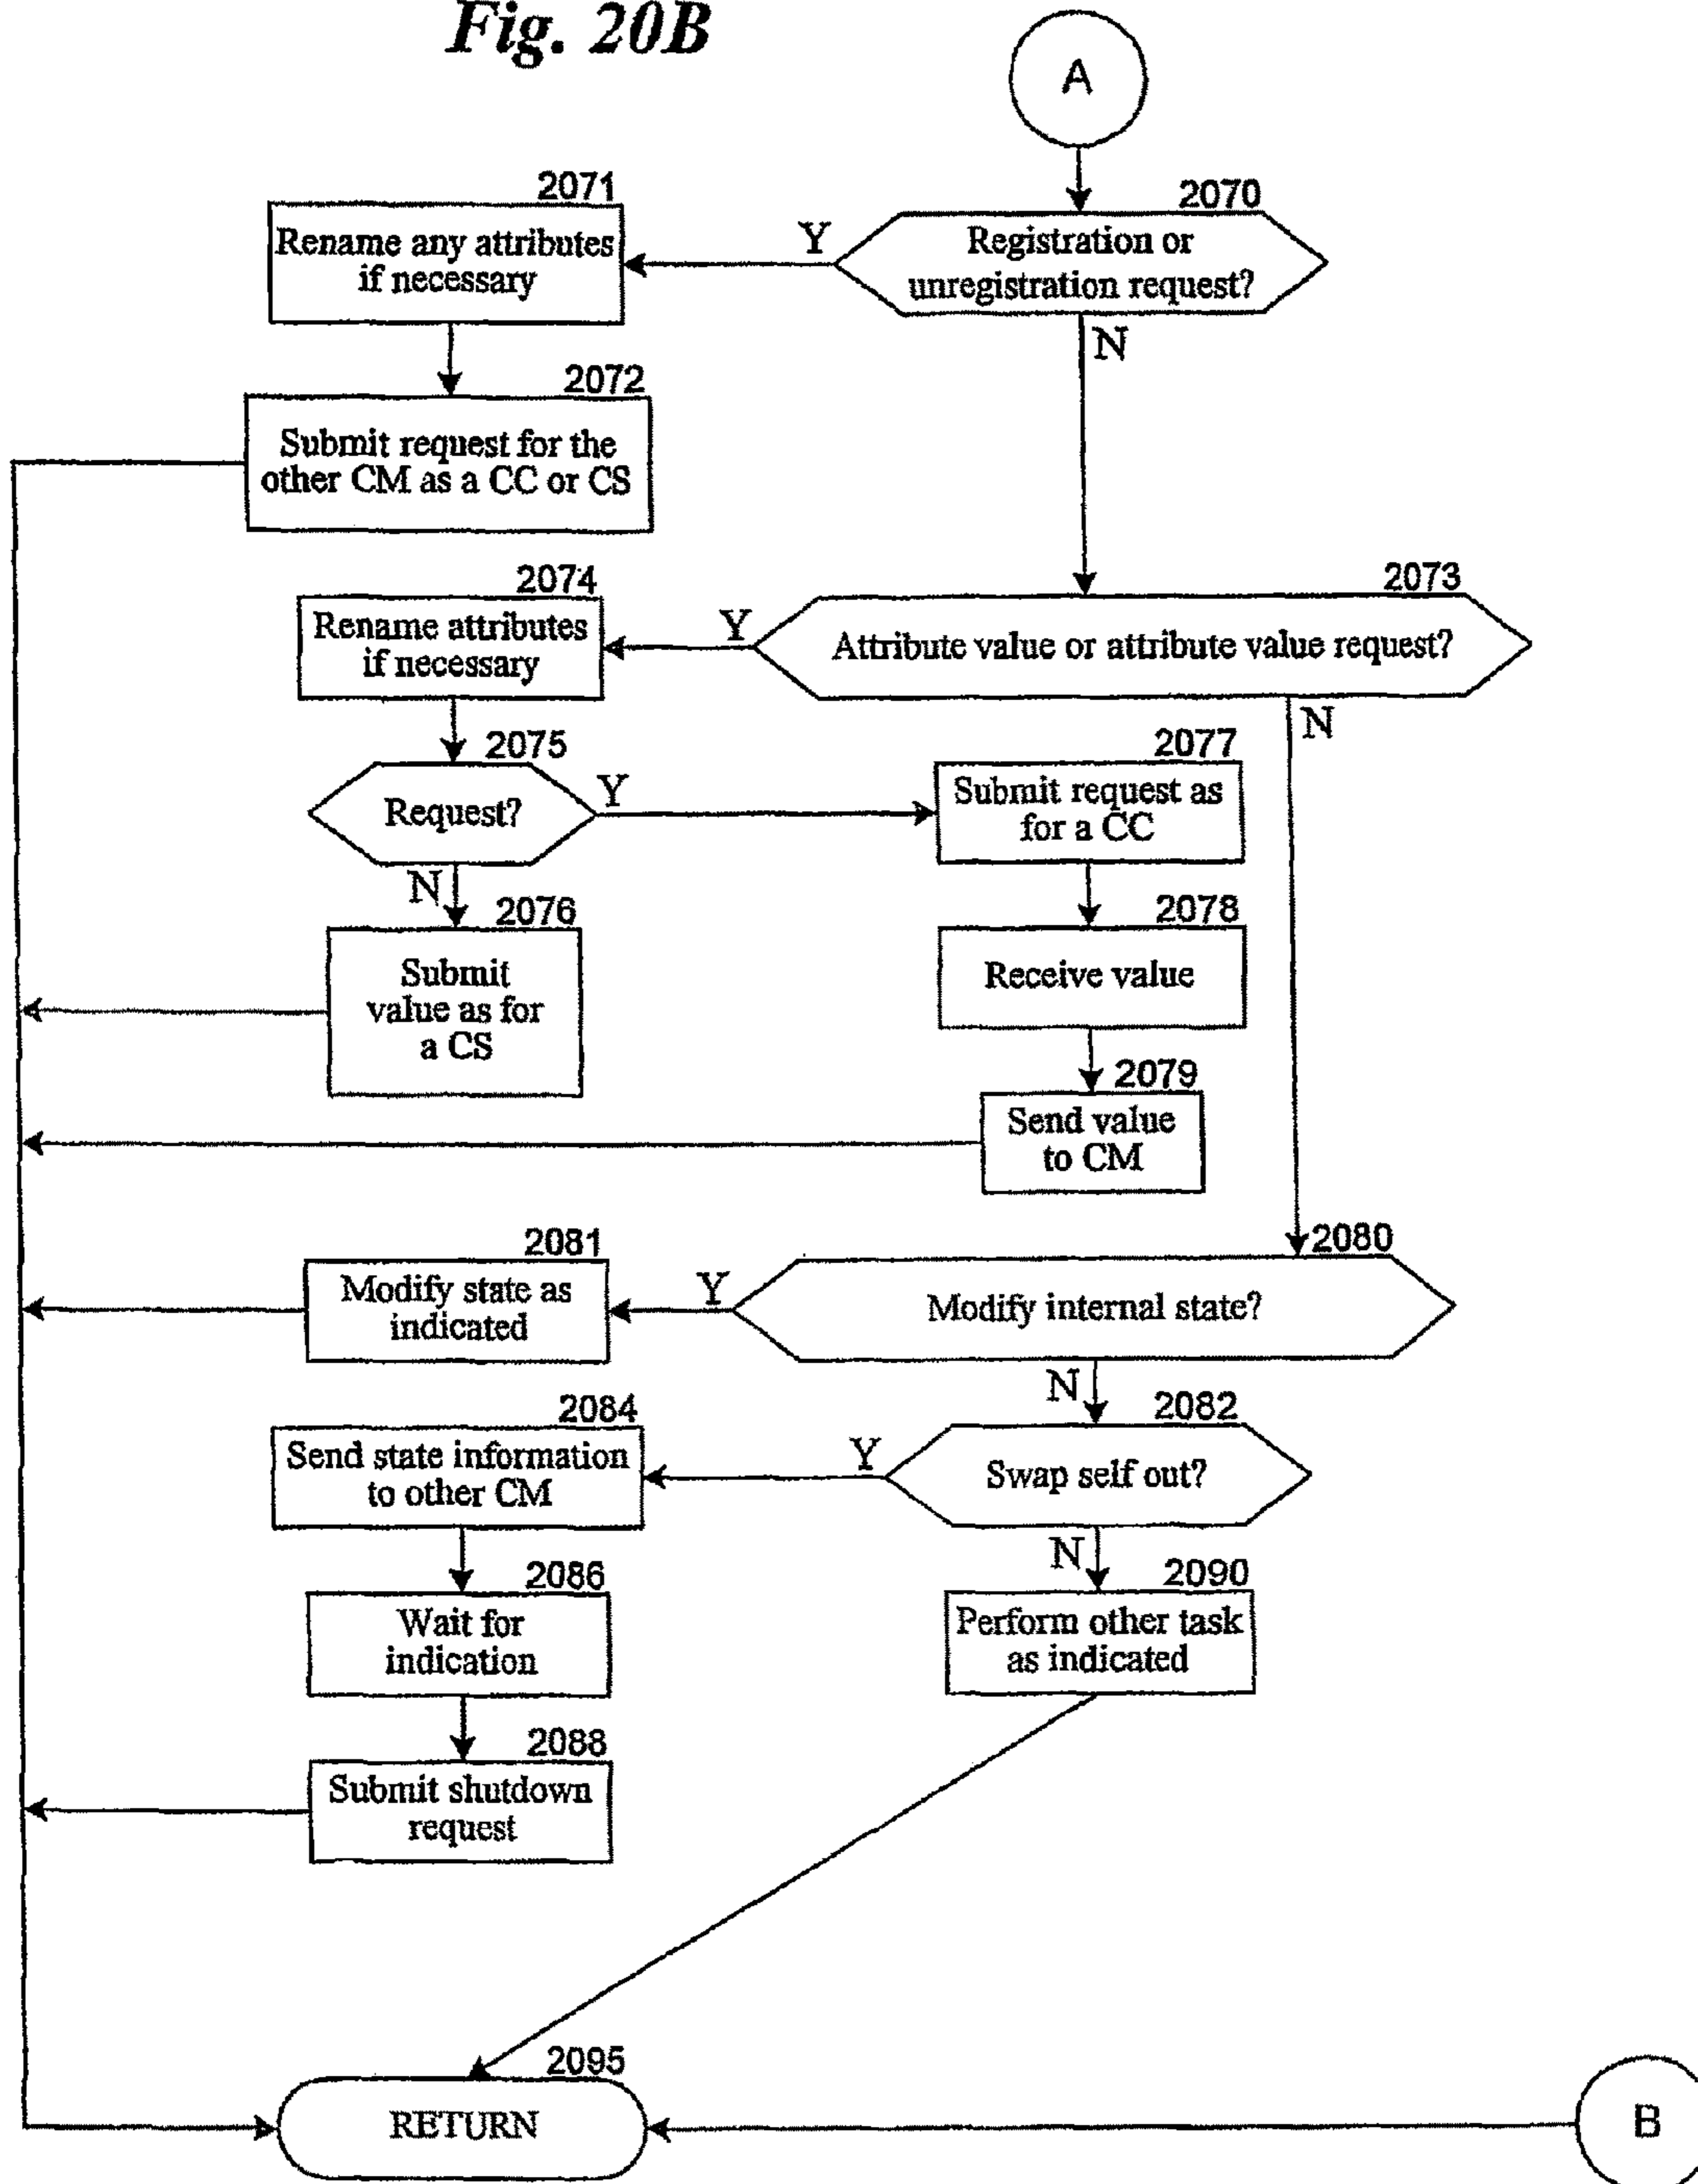 Fig. 20B
A
2070
Registration or
unregistration request?
Y
N
2071
Rename any attributes
if necessary
2072
Submit request for the
other CM as a CC or CS
2073
Attribute value or attribute value request?
Y
N
2074
Rename attributes
if necessary
2075
Request?
Y
N
2076
Submit
value as for
a CS
2077
Submit request as
for a CC
2078
Receive value
2079
Send value
to CM
2080
Modify internal state?
Y
N
2081
Modify state as
indicated
2082
Swap self out?
Y
N
2084
Send state information
to other CM
2086
Wait for
indication
2088
Submit shutdown
request
2090
Perform other task
as indicated
2095
RETURN
B